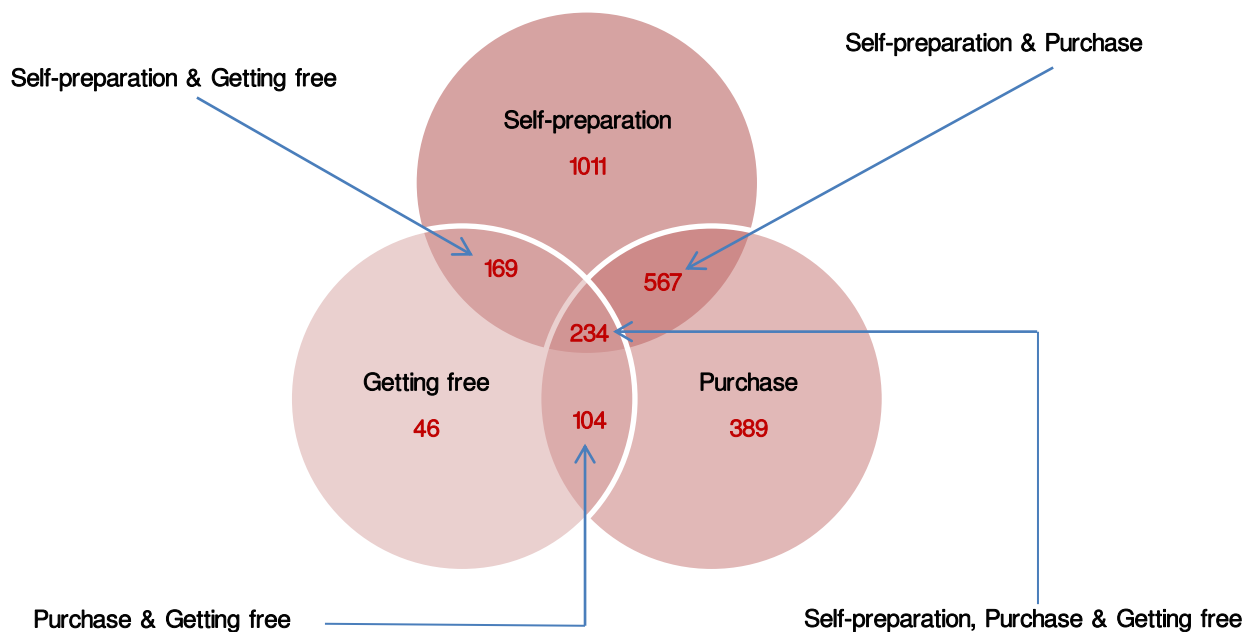 Self-preparation & Purchase
Self-preparation & Getting free
Self-preparation
1011
169
567
234
Getting free
46
Purchase
389
104
Purchase & Getting free
Self-preparation, Purchase & Getting free